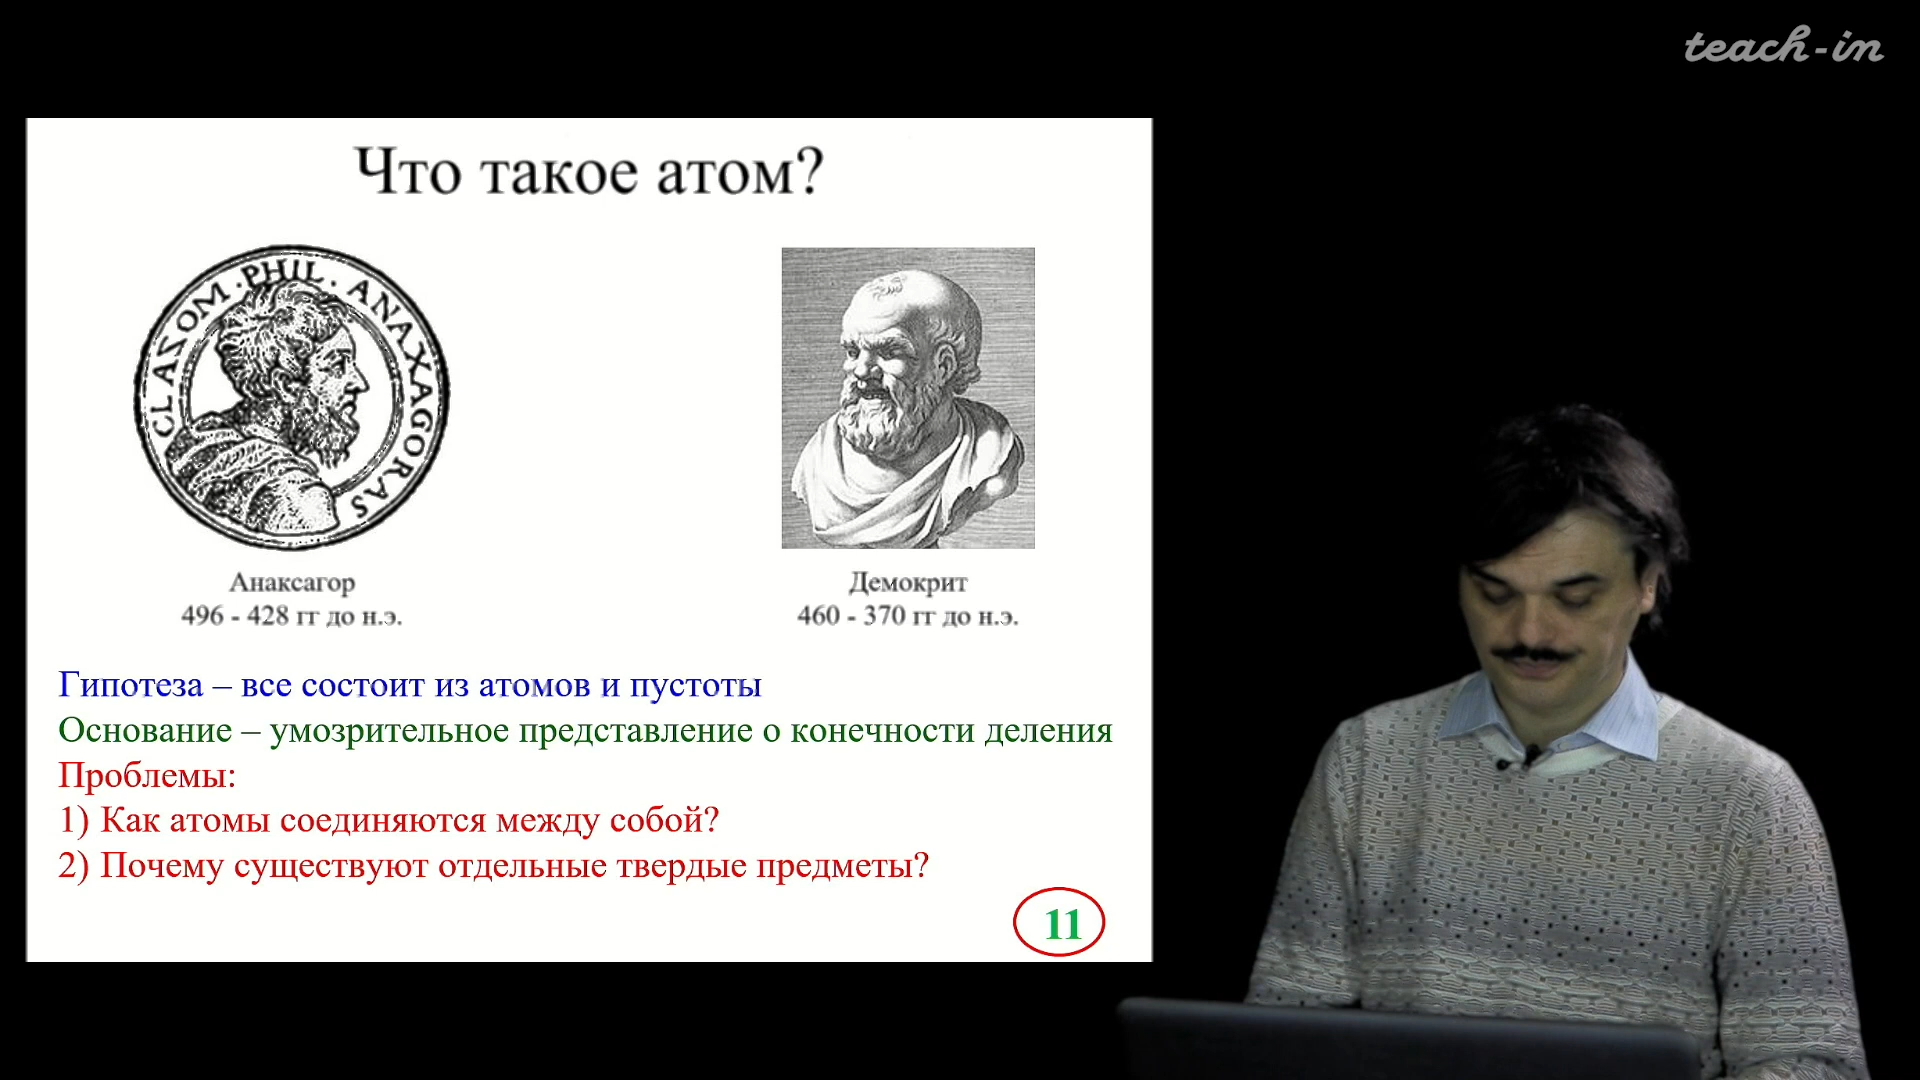 teach-in
Что такое атом?
CLAZOM. PHIL. ANAXAGORAS
Анаксагор
496 - 428 гг до н.э.
Демокрит
460 - 370 гг до н.э.
Гипотеза – все состоит из атомов и пустоты
Основание – умозрительное представление о конечности деления
Проблемы:
1) Как атомы соединяются между собой?
2) Почему существуют отдельные твердые предметы?
11